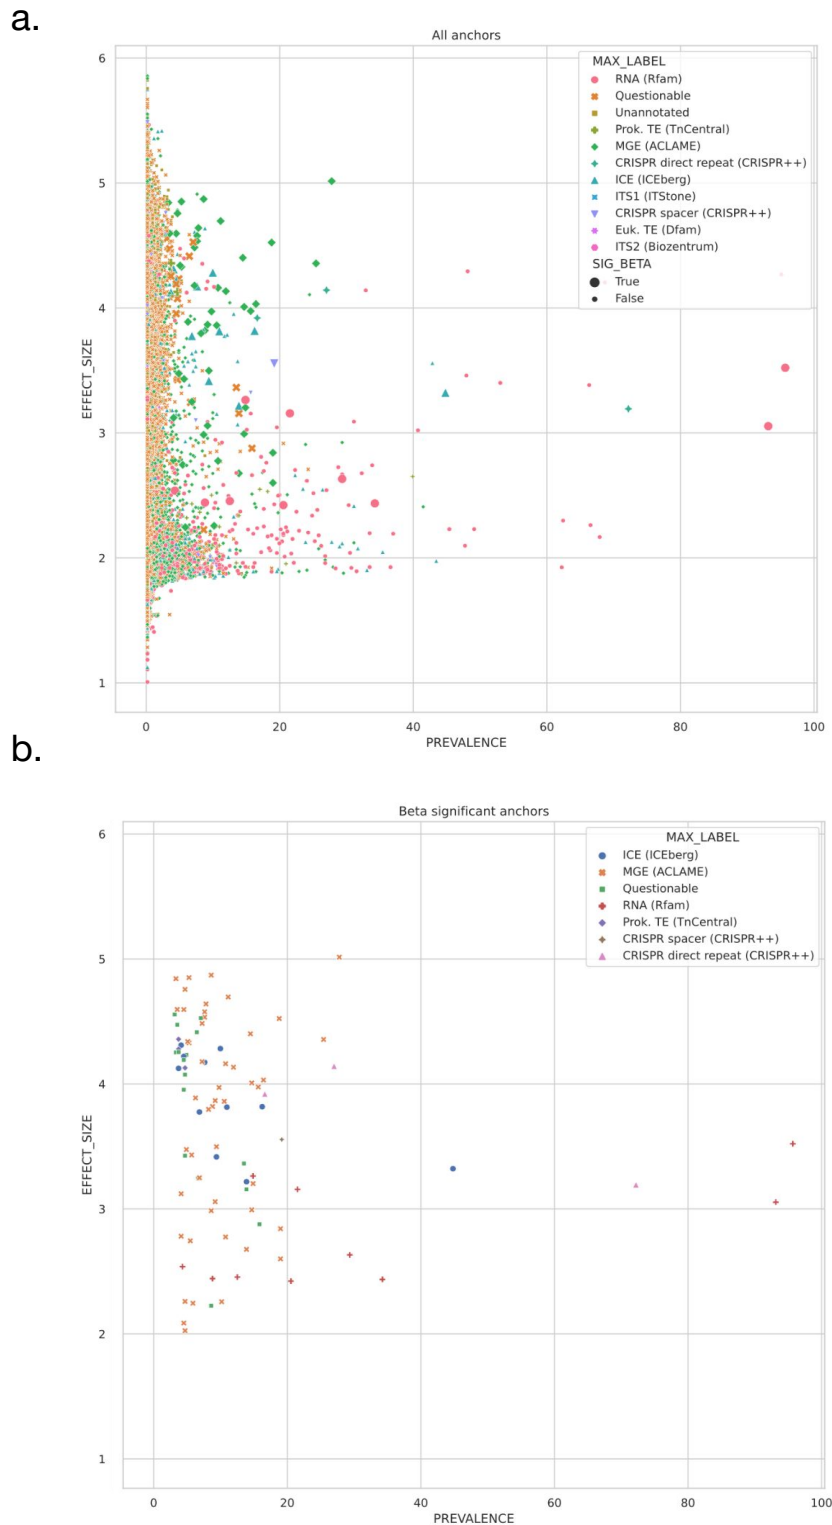 a.
All anchors
6
5
4
3
2
1
EFFECT_SIZE
MAX_LABEL
RNA (Rfam)
Questionable
Unannotated
Prok. TE (TnCentral)
MGE (ACLAME)
CRISPR direct repeat (CRISPR++)
ICE (ICEberg)
ITS1 (ITStone)
CRISPR spacer (CRISPR++)
Euk. TE (Dfam)
ITS2 (Biozentrum)
SIG_BETA
True
False
0 20 40 60 80 100
PREVALENCE
b.
Beta significant anchors
6
5
4
3
2
1
EFFECT_SIZE
MAX_LABEL
ICE (ICEberg)
MGE (ACLAME)
Questionable
RNA (Rfam)
Prok. TE (TnCentral)
CRISPR spacer (CRISPR++)
CRISPR direct repeat (CRISPR++)
0 20 40 60 80 100
PREVALENCE